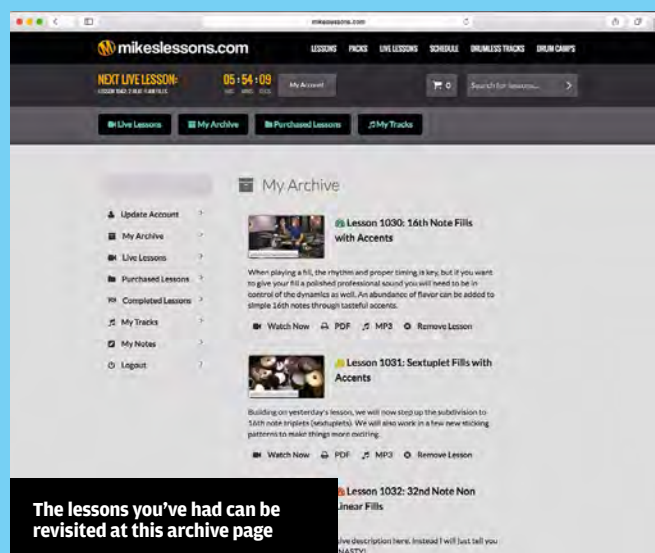 mikeslessons.com
mikeslessons.com
LESSONS PACKS LIVE LESSONS SCHEDULE DRUMLESS TRACKS DRUM CAMPS
NEXT LIVE LESSON:
05:54:09
My Account
0
Search for lessons...
Live Lessons
My Archive
Purchased Lessons
My Tracks
My Archive
Update Account
My Archive
Live Lessons
Purchased Lessons
Completed Lessons
My Tracks
My Notes
Logout
Lesson 1030: 16th Note Fills
with Accents
When playing a fill, the rhythm and proper timing is key, but if you want
to give your fill a polished professional sound you will need to be in
control of the dynamics as well. An abundance of flavor can be added to
simple 16th notes through tasteful accents.
Watch Now PDF MP3 Remove Lesson
Lesson 1031: Sextuplet Fills with
Accents
Building on yesterday's lesson, we will now step up the subdivision to
16th note triplets (sextuplets). We will also work in a few new sticking
patterns to make things more exciting.
Watch Now PDF MP3 Remove Lesson
Lesson 1032: 32nd Note Non
Linear Fills
description here. Instead I will just tell you
NASTY!
The lessons you've had can be
revisited at this archive page